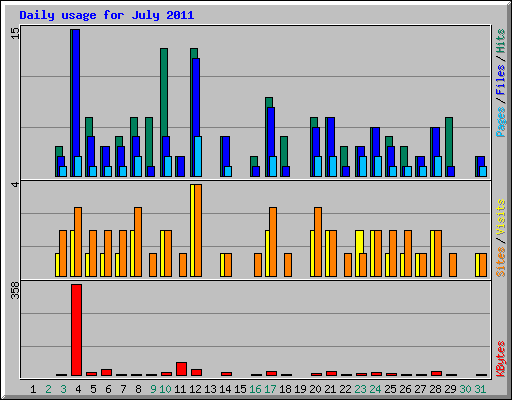 Daily usage for July 2011
15
Pages / Files / Hits
4
Sites / Visits
358
KBytes
1 2 3 4 5 6 7 8 9 10 11 12 13 14 15 16 17 18 19 20 21 22 23 24 25 26 27 28 29 30 31